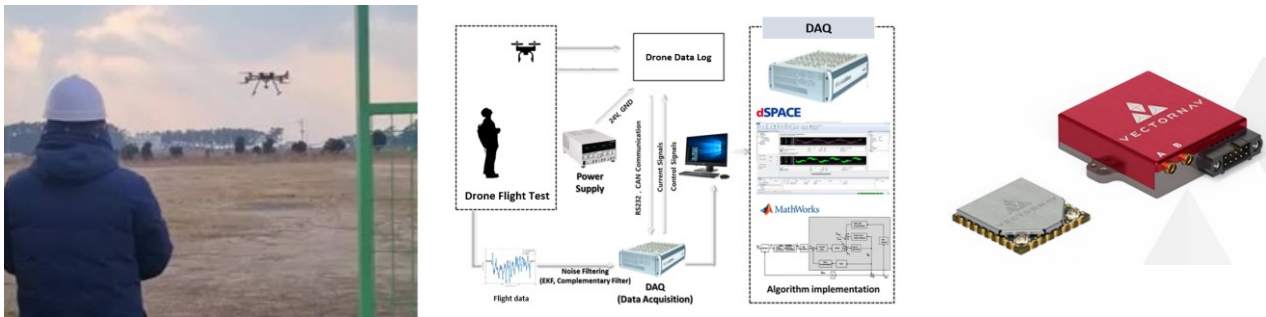 Drone Flight Test
Drone Data Log
24V, GND
Power
Supply
RS232 , CAN Communication
Current Signals
Control Signals
Flight data
Noise Filtering
(EKF, Complementary Filter)
DAQ
(Data Acquisition)
DAQ
dSPACE
MathWorks
Algorithm implementation
VECTORNAV
A B
VECTORNAV